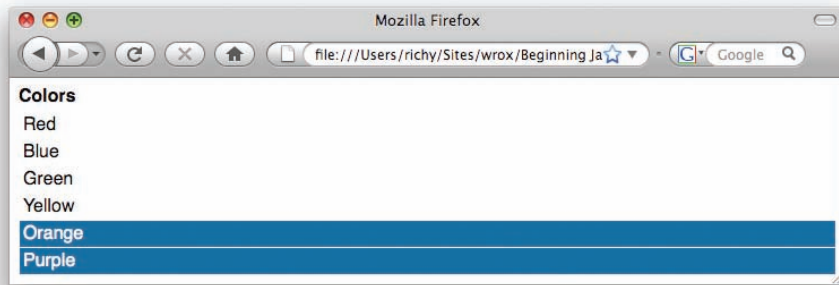 Mozilla Firefox
file:///Users/richy/Sites/wrox/Beginning Ja
G Google
Colors
Red
Blue
Green
Yellow
Orange
Purple